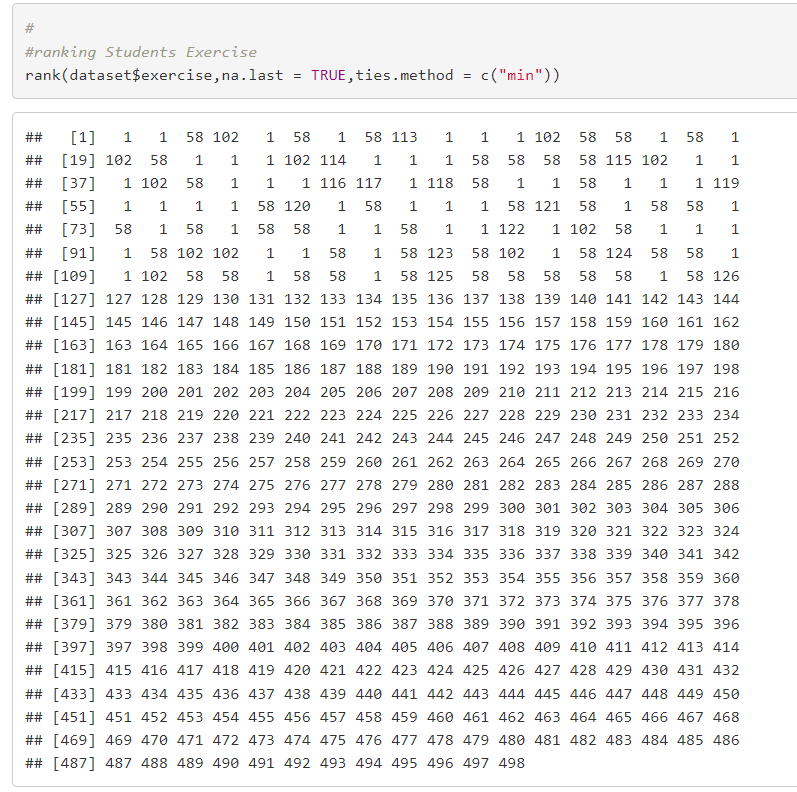 #
#ranking Students Exercise
rank(dataset$exercise,na.last = TRUE,ties.method = c("min"))
##   [1]   1   1  58 102   1  58   1  58 113   1   1   1 102  58  58   1  58   1
##  [19] 102  58   1   1   1 102 114   1   1   1  58  58  58  58 115 102   1   1
##  [37]   1 102  58   1   1   1 116 117   1 118  58   1   1  58   1   1   1 119
##  [55]   1   1   1   1  58 120   1  58   1   1   1  58 121  58   1  58  58   1
##  [73]  58   1  58   1  58  58   1   1  58   1   1 122   1 102  58   1   1   1
##  [91]   1  58 102 102   1   1  58   1  58 123  58 102   1  58 124  58  58   1
## [109]   1 102  58  58   1  58  58   1  58 125  58  58  58  58  58   1  58 126
## [127] 127 128 129 130 131 132 133 134 135 136 137 138 139 140 141 142 143 144
## [145] 145 146 147 148 149 150 151 152 153 154 155 156 157 158 159 160 161 162
## [163] 163 164 165 166 167 168 169 170 171 172 173 174 175 176 177 178 179 180
## [181] 181 182 183 184 185 186 187 188 189 190 191 192 193 194 195 196 197 198
## [199] 199 200 201 202 203 204 205 206 207 208 209 210 211 212 213 214 215 216
## [217] 217 218 219 220 221 222 223 224 225 226 227 228 229 230 231 232 233 234
## [235] 235 236 237 238 239 240 241 242 243 244 245 246 247 248 249 250 251 252
## [253] 253 254 255 256 257 258 259 260 261 262 263 264 265 266 267 268 269 270
## [271] 271 272 273 274 275 276 277 278 279 280 281 282 283 284 285 286 287 288
## [289] 289 290 291 292 293 294 295 296 297 298 299 300 301 302 303 304 305 306
## [307] 307 308 309 310 311 312 313 314 315 316 317 318 319 320 321 322 323 324
## [325] 325 326 327 328 329 330 331 332 333 334 335 336 337 338 339 340 341 342
## [343] 343 344 345 346 347 348 349 350 351 352 353 354 355 356 357 358 359 360
## [361] 361 362 363 364 365 366 367 368 369 370 371 372 373 374 375 376 377 378
## [379] 379 380 381 382 383 384 385 386 387 388 389 390 391 392 393 394 395 396
## [397] 397 398 399 400 401 402 403 404 405 406 407 408 409 410 411 412 413 414
## [415] 415 416 417 418 419 420 421 422 423 424 425 426 427 428 429 430 431 432
## [433] 433 434 435 436 437 438 439 440 441 442 443 444 445 446 447 448 449 450
## [451] 451 452 453 454 455 456 457 458 459 460 461 462 463 464 465 466 467 468
## [469] 469 470 471 472 473 474 475 476 477 478 479 480 481 482 483 484 485 486
## [487] 487 488 489 490 491 492 493 494 495 496 497 498